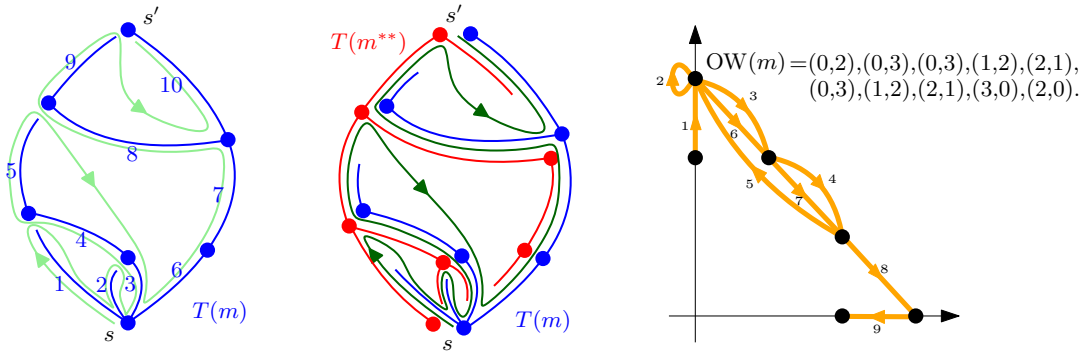 s′
9
10
8
5
7
4
6
1
2
3
T(m)
s
s′
T(m**)
T(m)
s
OW(m)=(0,2),(0,3),(0,3),(1,2),(2,1),
(0,3),(1,2),(2,1),(3,0),(2,0).
2
3
1
6
4
5
7
8
9